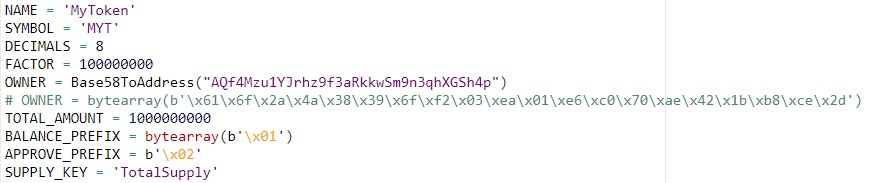 NAME = 'MyToken'
SYMBOL = 'MYT'
DECIMALS = 8
FACTOR = 100000000
OWNER = Base58ToAddress("AQf4Mzu1YJrhz9f3aRkkwSm9n3qhXGSh4p")
# OWNER = bytearray(b'\x61\x6f\x2a\x4a\x38\x39\x6f\xf2\x03\xea\x01\xe6\xc0\x70\xae\x42\x1b\xb8\xce\x2d')
TOTAL_AMOUNT = 1000000000
BALANCE_PREFIX = bytearray(b'\x01')
APPROVE_PREFIX = b'\x02'
SUPPLY_KEY = 'TotalSupply'